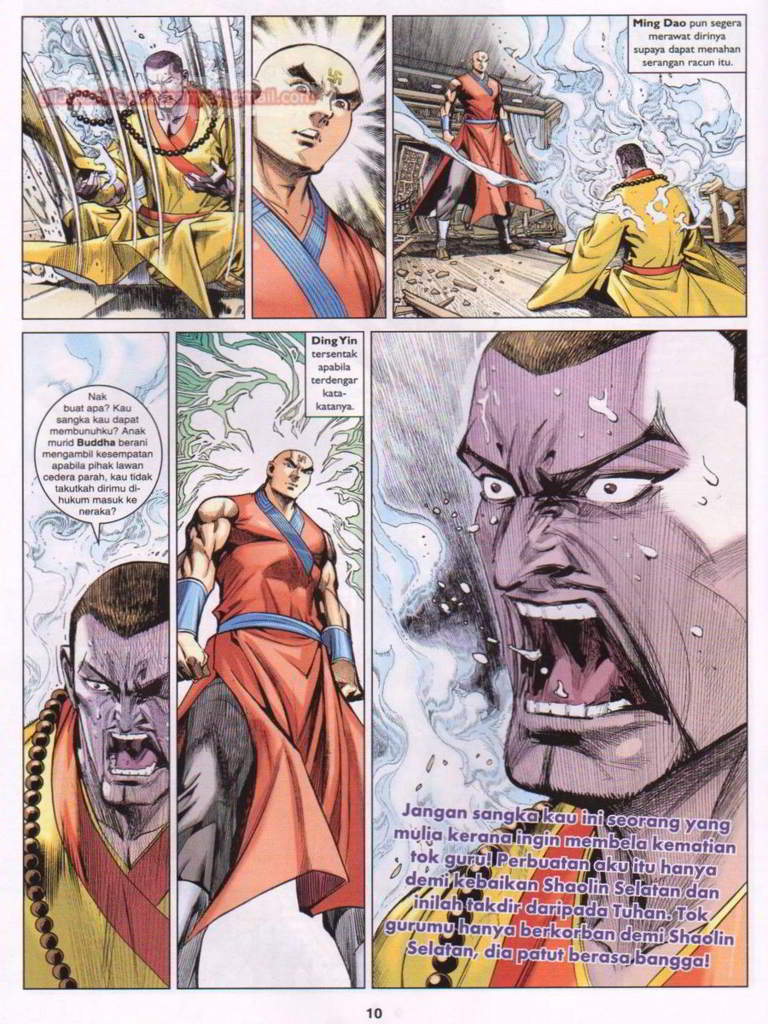 Ming Dao pun segera
merawat dirinya
supaya dapat menahan
serangan racun itu.
Nak
buat apa? Kau
sangka kau dapat
membunuhku? Anak
murid Buddha berani
mengambil kesempatan
apabila pihak lawan
cedera parah, kau tidak
takutkah dirimu di-
hukum masuk ke
neraka?
Ding Yin
tersentak
apabila
terdengar
kata-
katanya.
Jangan sangka kau ini seorang yang
mulia kerana ingin membela kematian
tok guru! Perbuatan aku itu hanya
demi kebaikan Shaolin Selatan dan
inilah takdir daripada Tuhan. Tok
gurumu hanya berkorban demi Shaolin
Selatan, dia patut berasa bangga!
10